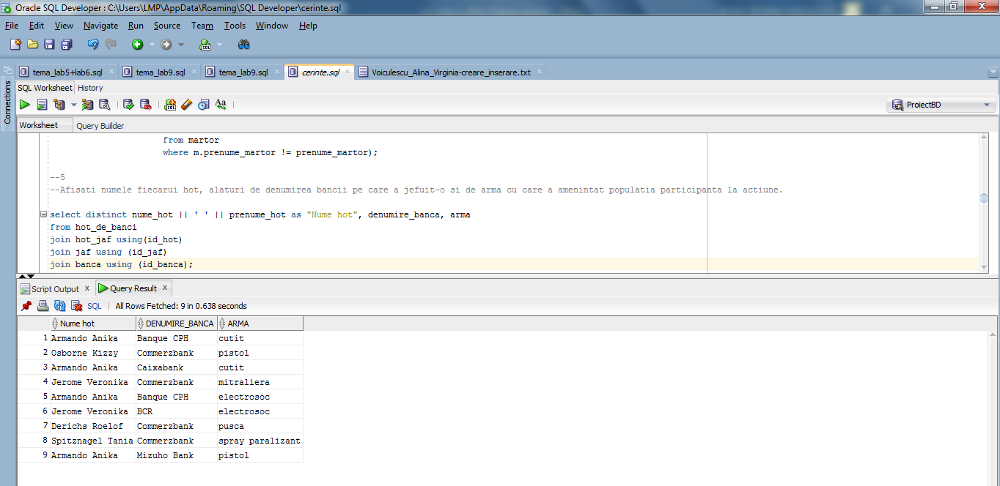 Oracle SQL Developer : C:\Users\LMP\AppData\Roaming\SQL Developer\cerinte.sql
File Edit View Navigate Run Source Team Tools Window Help
tema_lab5+lab6.sql tema_lab9.sql tema_lab9.sql cerinte.sql Voiculescu_Alina_Virginia-creare_inserare.txt
Connections
SQL Worksheet History
ProiectBD
Worksheet Query Builder
from martor
where m.prenume_martor != prenume_martor);
--5
--Afisati numele fiecarui hot, alaturi de denumirea bancii pe care a jefuit-o si de arma cu care a amenintat populatia participanta la actiune.
select distinct nume_hot || ' ' || prenume_hot as "Nume hot", denumire_banca, arma
from hot_de_banci
join hot_jaf using(id_hot)
join jaf using (id_jaf)
join banca using (id_banca);
Script Output x Query Result x
SQL | All Rows Fetched: 9 in 0.638 seconds
Nume hot DENUMIRE_BANCA ARMA
1 Armando Anika Banque CPH cutit
2 Osborne Kizzy Commerzbank pistol
3 Armando Anika Caixabank cutit
4 Jerome Veronika Commerzbank mitraliera
5 Armando Anika Banque CPH electrosoc
6 Jerome Veronika BCR electrosoc
7 Derichs Roelof Commerzbank pusca
8 Spitznagel Tania Commerzbank spray paralizant
9 Armando Anika Mizuho Bank pistol